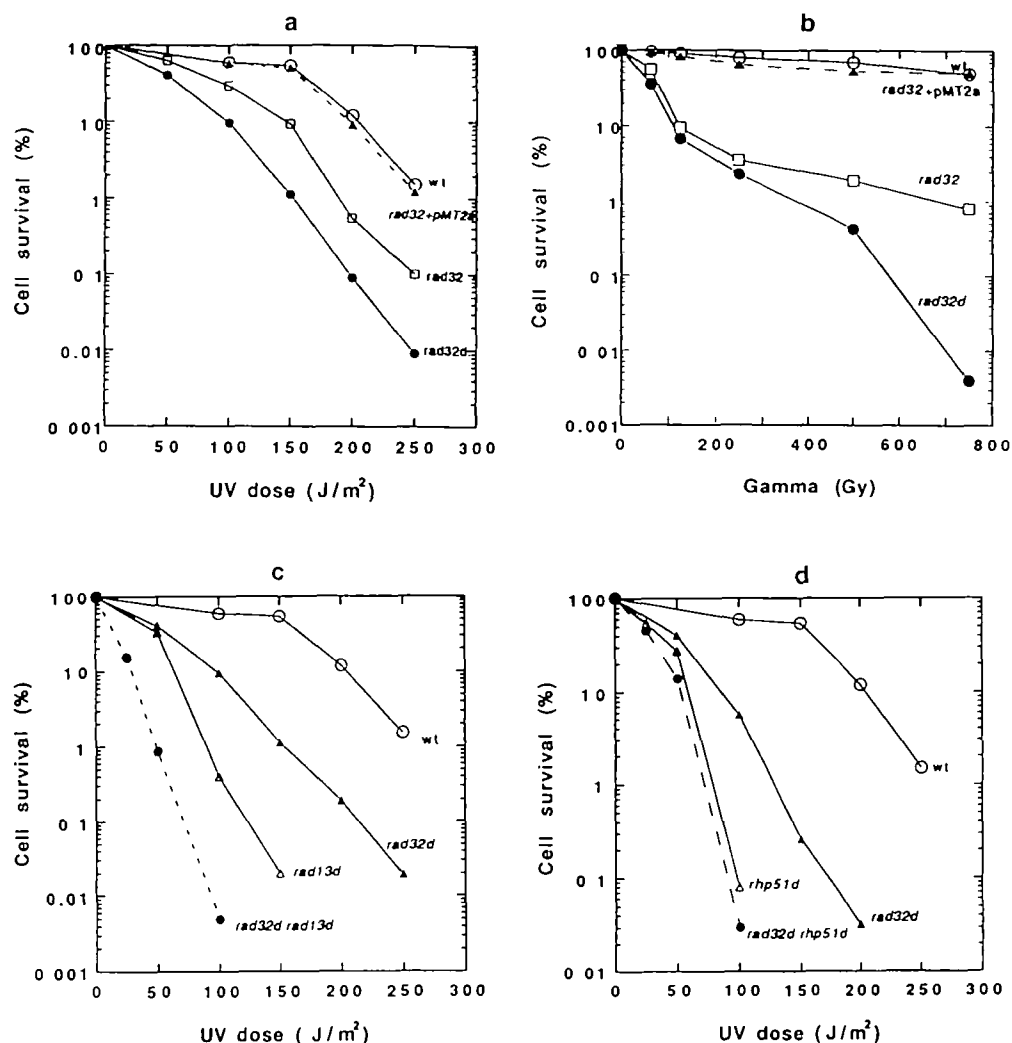 a
100
10
1
0 1
0.01
0 001
0 50 100 150 200 250 300
UV dose (J/m²)
Cell survival (%)
wt
rad32+pMT2a
rad32
rad32d
b
100
10
1
0 1
0 01
0.001
0 200 400 600 800
Gamma (Gy)
Cell survival (%)
wt
rad32+pMT2a
rad32
rad32d
c
100
10
1
0 1
0.01
0 001
0 50 100 150 200 250 300
UV dose (J/m²)
Cell survival (%)
wt
rad32d
rad13d
rad32d rad13d
d
100
10
1
0 1
0.01
0 50 100 150 200 250 300
UV dose (J/m²)
Cell survival (%)
wt
rhp51d
rad32d
rad32d rhp51d